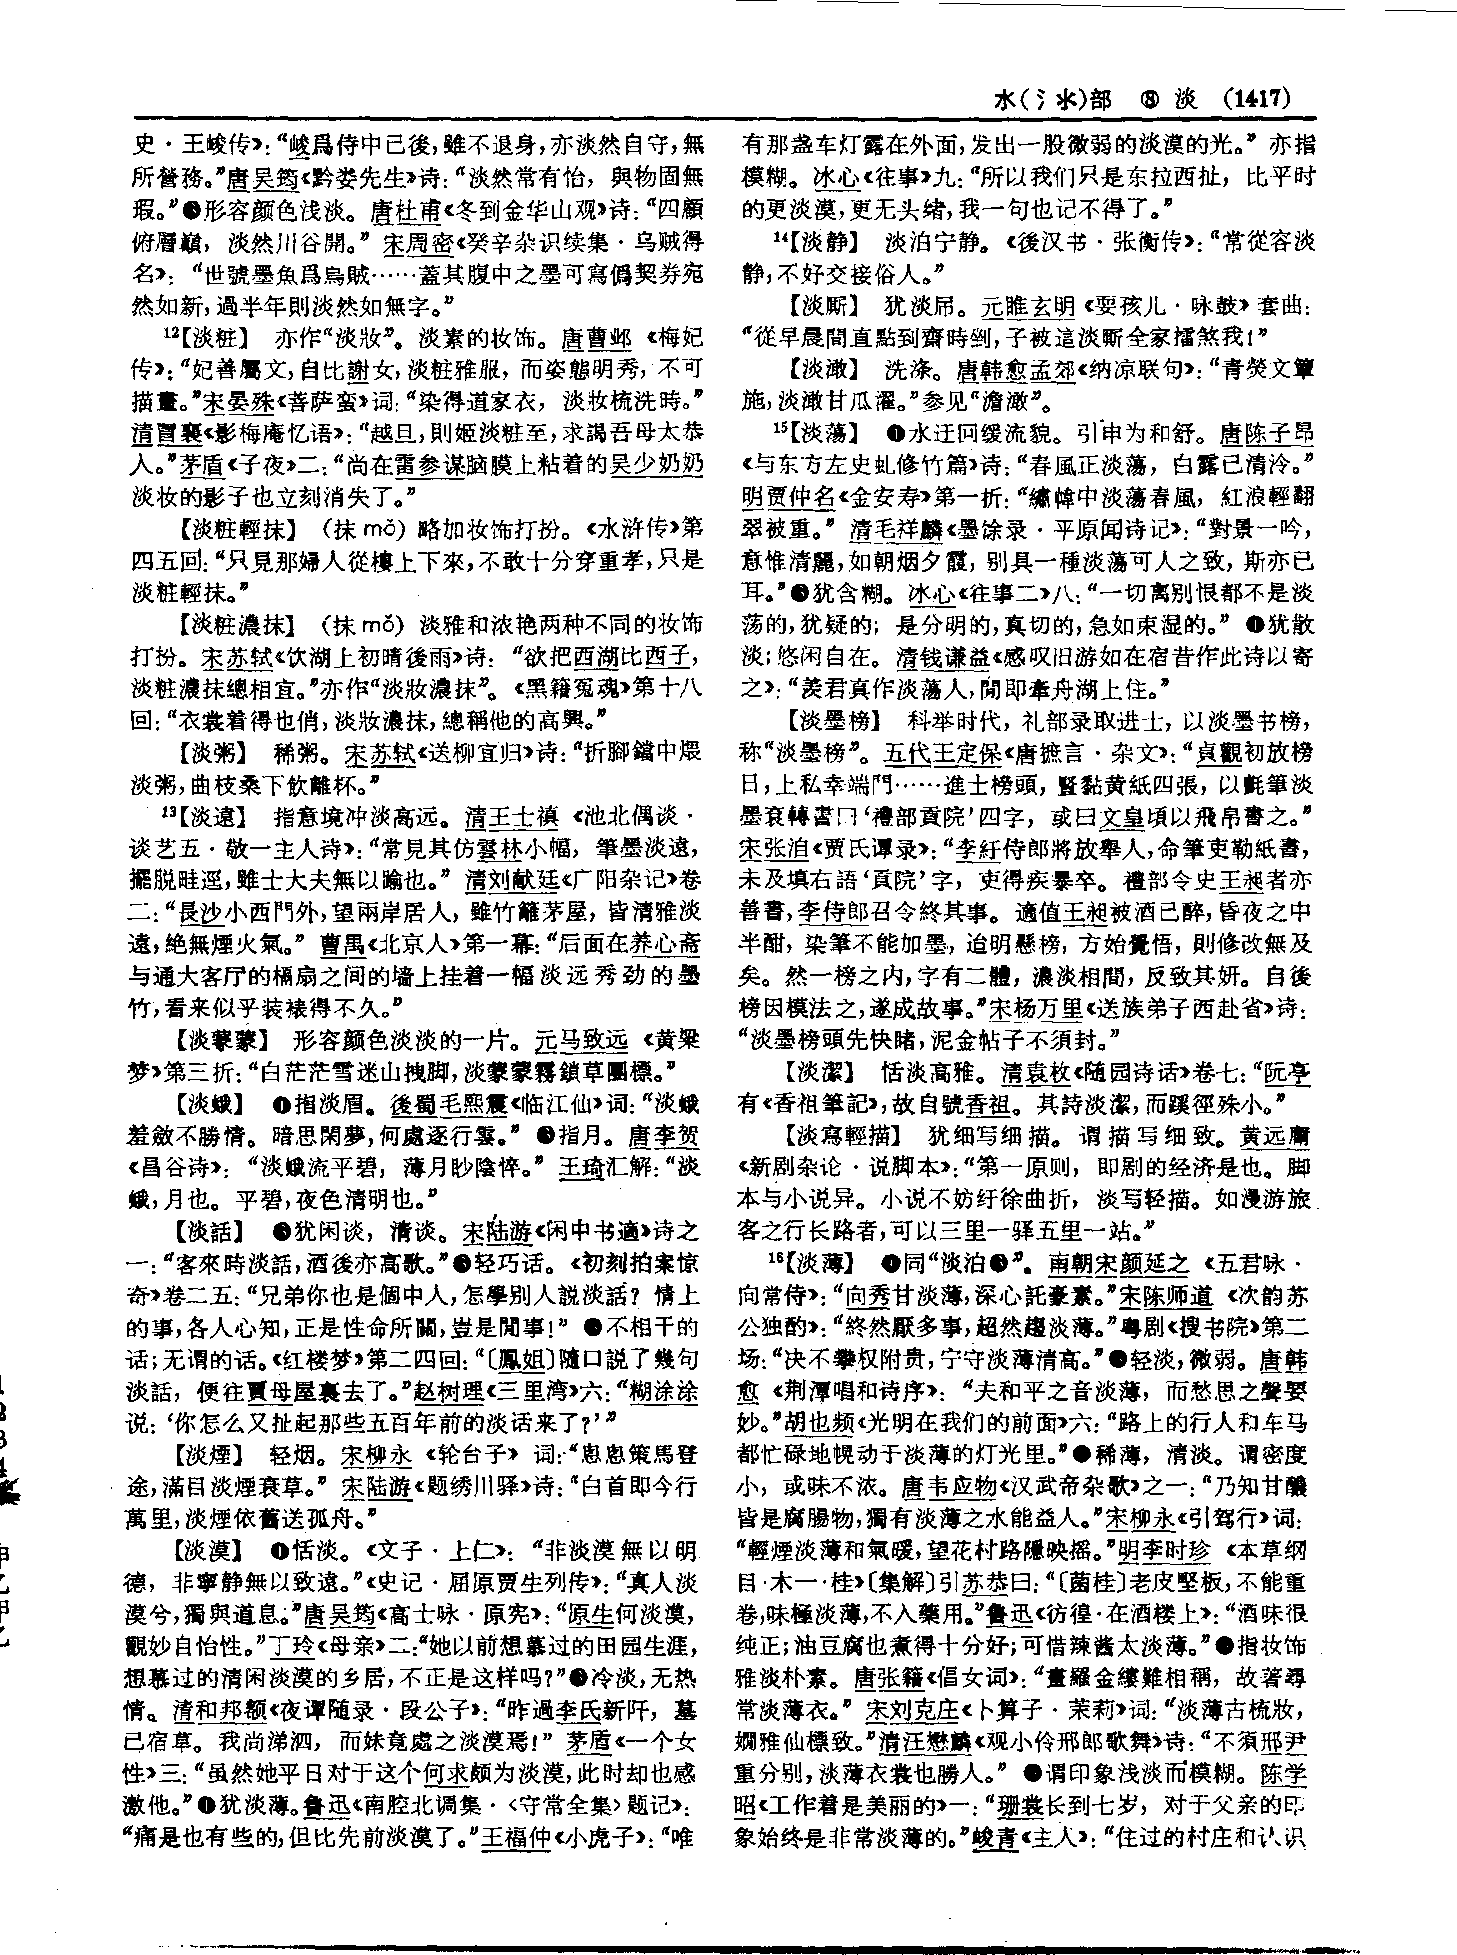 水(氵氺)部 ⑧ 淡 (1417)
史·王峻传》：“峻爲侍中已後，雖不退身，亦淡然自守，無
所營務。”唐吴筠《黔娄先生》诗：“淡然常有怡，與物固無
瑕。”❸形容颜色浅淡。唐杜甫《冬到金华山观》诗：“四顧
俯層巔，淡然川谷開。”宋周密《癸辛杂识续集·乌贼得
名》：“世號墨魚爲烏賊……蓋其腹中之墨可寫僞契券宛
然如新，過半年則淡然如無字。”
¹²【淡粧】 亦作“淡妝”。淡素的妆饰。唐曹邺《梅妃
传》：“妃善屬文，自比謝女，淡粧雅服，而姿態明秀，不可
描畫。”宋晏殊《菩萨蛮》词：“染得道家衣，淡妝梳洗時。”
清冒襄《影梅庵忆语》：“越旦，則姬淡粧至，求謁吾母太恭
人。”茅盾《子夜》二：“尚在雷参谋脑膜上粘着的吴少奶奶
淡妆的影子也立刻消失了。”
【淡粧輕抹】 （抹mǒ）略加妆饰打扮。《水浒传》第
四五回：“只見那婦人從樓上下來，不敢十分穿重孝，只是
淡粧輕抹。”
【淡粧濃抹】 （抹mǒ）淡雅和浓艳两种不同的妆饰
打扮。宋苏轼《饮湖上初晴後雨》诗：“欲把西湖比西子，
淡粧濃抹總相宜。”亦作“淡妝濃抹”。《黑籍冤魂》第十八
回：“衣裳着得也俏，淡妝濃抹，總稱他的高興。”
【淡粥】 稀粥。宋苏轼《送柳宜归》诗：“折脚鐺中煨
淡粥，曲枝桑下飲離杯。”
¹³【淡遠】 指意境冲淡高远。清王士禛《池北偶谈·
谈艺五·敬一主人诗》：“常見其仿雲林小幅，筆墨淡遠，
擺脱畦逕，雖士大夫無以踰也。”清刘献廷《广阳杂记》卷
二：“長沙小西門外，望兩岸居人，雖竹籬茅屋，皆清雅淡
遠，絶無煙火氣。”曹禺《北京人》第一幕：“后面在养心斋
与通大客厅的槅扇之间的墙上挂着一幅淡远秀劲的墨
竹，看来似乎装裱得不久。”
【淡濛濛】 形容颜色淡淡的一片。元马致远《黄粱
梦》第三折：“白茫茫雪迷山拽脚，淡濛濛霧鎖草團標。”
【淡蛾】 ❶指淡眉。後蜀毛熙震《临江仙》词：“淡蛾
羞斂不勝情。暗思閑夢，何處逐行雲。”❷指月。唐李贺
《昌谷诗》：“淡蛾流平碧，薄月眇陰悴。”王琦汇解：“淡
蛾，月也。平碧，夜色清明也。”
【淡話】 ❶犹闲谈，清谈。宋陆游《闲中书適》诗之
一：“客來時淡話，酒後亦高歌。”❷轻巧话。《初刻拍案惊
奇》卷二五：“兄弟你也是個中人，怎學別人説淡話？情上
的事，各人心知，正是性命所關，豈是閒事！”❸不相干的
话；无谓的话。《红楼梦》第二四回：“〔鳳姐〕隨口説了幾句
淡話，便往賈母屋裏去了。”赵树理《三里湾》六：“糊涂涂
说：‘你怎么又扯起那些五百年前的淡话来了？’”
【淡煙】 轻烟。宋柳永《轮台子》词：“悤悤策馬登
途，滿目淡煙衰草。”宋陆游《题绣川驿》诗：“白首即今行
萬里，淡煙依舊送孤舟。”
【淡漠】 ❶恬淡。《文子·上仁》：“非淡漠無以明
德，非寧静無以致遠。”《史记·屈原贾生列传》：“真人淡
漠兮，獨與道息。”唐吴筠《高士咏·原宪》：“原生何淡漠，
觀妙自怡性。”丁玲《母亲》二：“她以前想慕过的田园生涯，
想慕过的清闲淡漠的乡居，不正是这样吗？”❷冷淡，无热
情。清和邦额《夜谭随录·段公子》：“昨過李氏新阡，墓
已宿草。我尚涕泗，而妹竟處之淡漠焉！”茅盾《一个女
性》三：“虽然她平日对于这个何求颇为淡漠，此时却也感
激他。”❸犹淡薄。鲁迅《南腔北调集·〈守常全集〉题记》：
“痛是也有些的，但比先前淡漠了。”王福仲《小虎子》：“唯
有那盏车灯露在外面，发出一股微弱的淡漠的光。”亦指
模糊。冰心《往事》九：“所以我们只是东拉西扯，比平时
的更淡漠，更无头绪，我一句也记不得了。”
¹⁴【淡静】 淡泊宁静。《後汉书·张衡传》：“常從容淡
静，不好交接俗人。”
【淡厮】 犹淡屌。元睢玄明《耍孩儿·咏鼓》套曲：
“從早晨間直點到齋時剉，子被這淡厮全家擂煞我！”
【淡澉】 洗涤。唐韩愈孟郊《纳凉联句》：“青熒文簟
施，淡澉甘瓜濯。”参见“澹澉”。
¹⁵【淡荡】 ❶水迂回缓流貌。引申为和舒。唐陈子昂
《与东方左史虬修竹篇》诗：“春風正淡蕩，白露已清泠。”
明贾仲名《金安寿》第一折：“繡幃中淡蕩春風，紅浪輕翻
翠被重。”清毛祥麟《墨馀录·平原闻诗记》：“對景一吟，
意惟清麗，如朝烟夕霞，别具一種淡蕩可人之致，斯亦已
耳。”❷犹含糊。冰心《往事二》八：“一切离别恨都不是淡
荡的，犹疑的；是分明的，真切的，急如束湿的。”❸犹散
淡；悠闲自在。清钱谦益《感叹旧游如在宿昔作此诗以寄
之》：“羡君真作淡蕩人，閒即牽舟湖上住。”
【淡墨榜】 科举时代，礼部录取进士，以淡墨书榜，
称“淡墨榜”。五代王定保《唐摭言·杂文》：“貞觀初放榜
日，上私幸端門……進士榜頭，豎黏黄紙四張，以氈筆淡
墨衮轉書曰‘禮部貢院’四字，或曰文皇頃以飛帛書之。”
宋张洎《贾氏谭录》：“李紆侍郎將放舉人，命筆吏勒紙書，
未及填右語‘貢院’字，吏得疾暴卒。禮部令史王昶者亦
善書，李侍郎召令終其事。適值王昶被酒已醉，昏夜之中
半酣，染筆不能加墨，迨明懸榜，方始覺悟，則修改無及
矣。然一榜之内，字有二體，濃淡相間，反致其妍。自後
榜因模法之，遂成故事。”宋杨万里《送族弟子西赴省》诗：
“淡墨榜頭先快睹，泥金帖子不須封。”
【淡潔】 恬淡高雅。清袁枚《随园诗话》卷七：“阮亭
有《香祖筆記》，故自號香祖。其詩淡潔，而蹊徑殊小。”
【淡寫輕描】 犹细写细描。谓描写细致。黄远庸
《新剧杂论·说脚本》：“第一原则，即剧的经济是也。脚
本与小说异。小说不妨纡徐曲折，淡写轻描。如漫游旅
客之行长路者，可以三里一驿五里一站。”
¹⁶【淡薄】 ❶同“淡泊❶”。南朝宋颜延之《五君咏·
向常侍》：“向秀甘淡薄，深心託豪素。”宋陈师道《次韵苏
公独酌》：“終然厭多事，超然趨淡薄。”粤剧《搜书院》第二
场：“决不攀权附贵，宁守淡薄清高。”❷轻淡，微弱。唐韩
愈《荆潭唱和诗序》：“夫和平之音淡薄，而愁思之聲要
妙。”胡也频《光明在我们的前面》六：“路上的行人和车马
都忙碌地幌动于淡薄的灯光里。”❸稀薄，清淡。谓密度
小，或味不浓。唐韦应物《汉武帝杂歌》之一：“乃知甘醲
皆是腐腸物，獨有淡薄之水能益人。”宋柳永《引驾行》词：
“輕煙淡薄和氣暖，望花村路隱映摇。”明李时珍《本草纲
目·木一·桂》〔集解〕引苏恭曰：“〔菌桂〕老皮堅板，不能重
卷，味極淡薄，不入藥用。”鲁迅《彷徨·在酒楼上》：“酒味很
纯正；油豆腐也煮得十分好；可惜辣酱太淡薄。”❹指妆饰
雅淡朴素。唐张籍《倡女词》：“畫羅金縷難相稱，故著尋
常淡薄衣。”宋刘克庄《卜算子·茉莉》词：“淡薄古梳妝，
嫻雅仙標致。”清汪懋麟《观小伶邢郎歌舞》诗：“不須邢尹
重分别，淡薄衣裳也勝人。”❺谓印象浅淡而模糊。陈学
昭《工作着是美丽的》一：“珊裳长到七岁，对于父亲的印
象始终是非常淡薄的。”峻青《主人》：“住过的村庄和认识